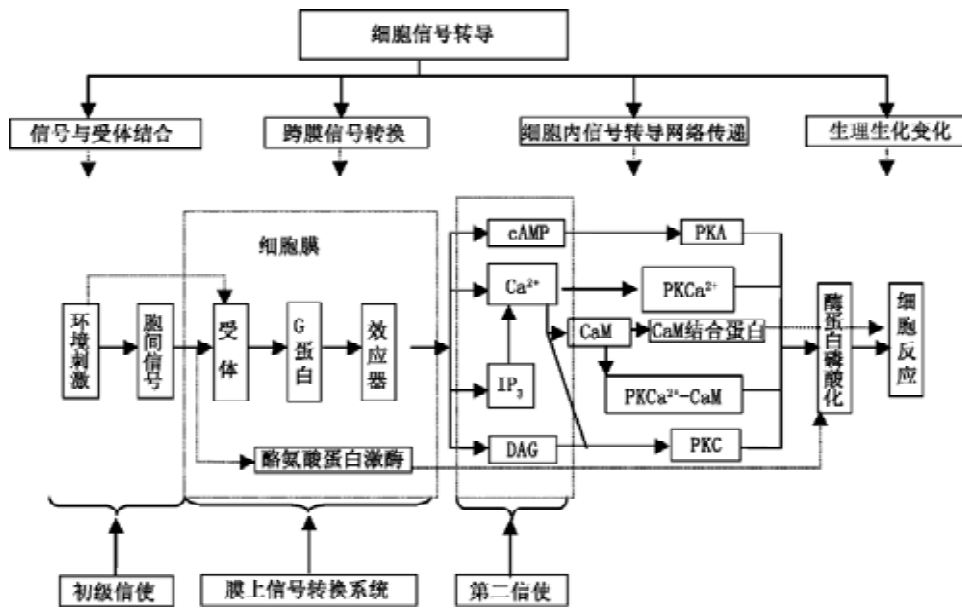 细胞信号转导
信号与受体结合
跨膜信号转换
细胞内信号转导网络传递
生理生化变化
细胞膜
环境刺激
胞间信号
受体
G蛋白
效应器
酪氨酸蛋白激酶
cAMP
Ca²⁺
IP₃
DAG
CaM
PKA
PKCa²⁺
CaM结合蛋白
PKCa²⁺-CaM
PKC
酶蛋白磷酸化
细胞反应
初级信使
膜上信号转换系统
第二信使